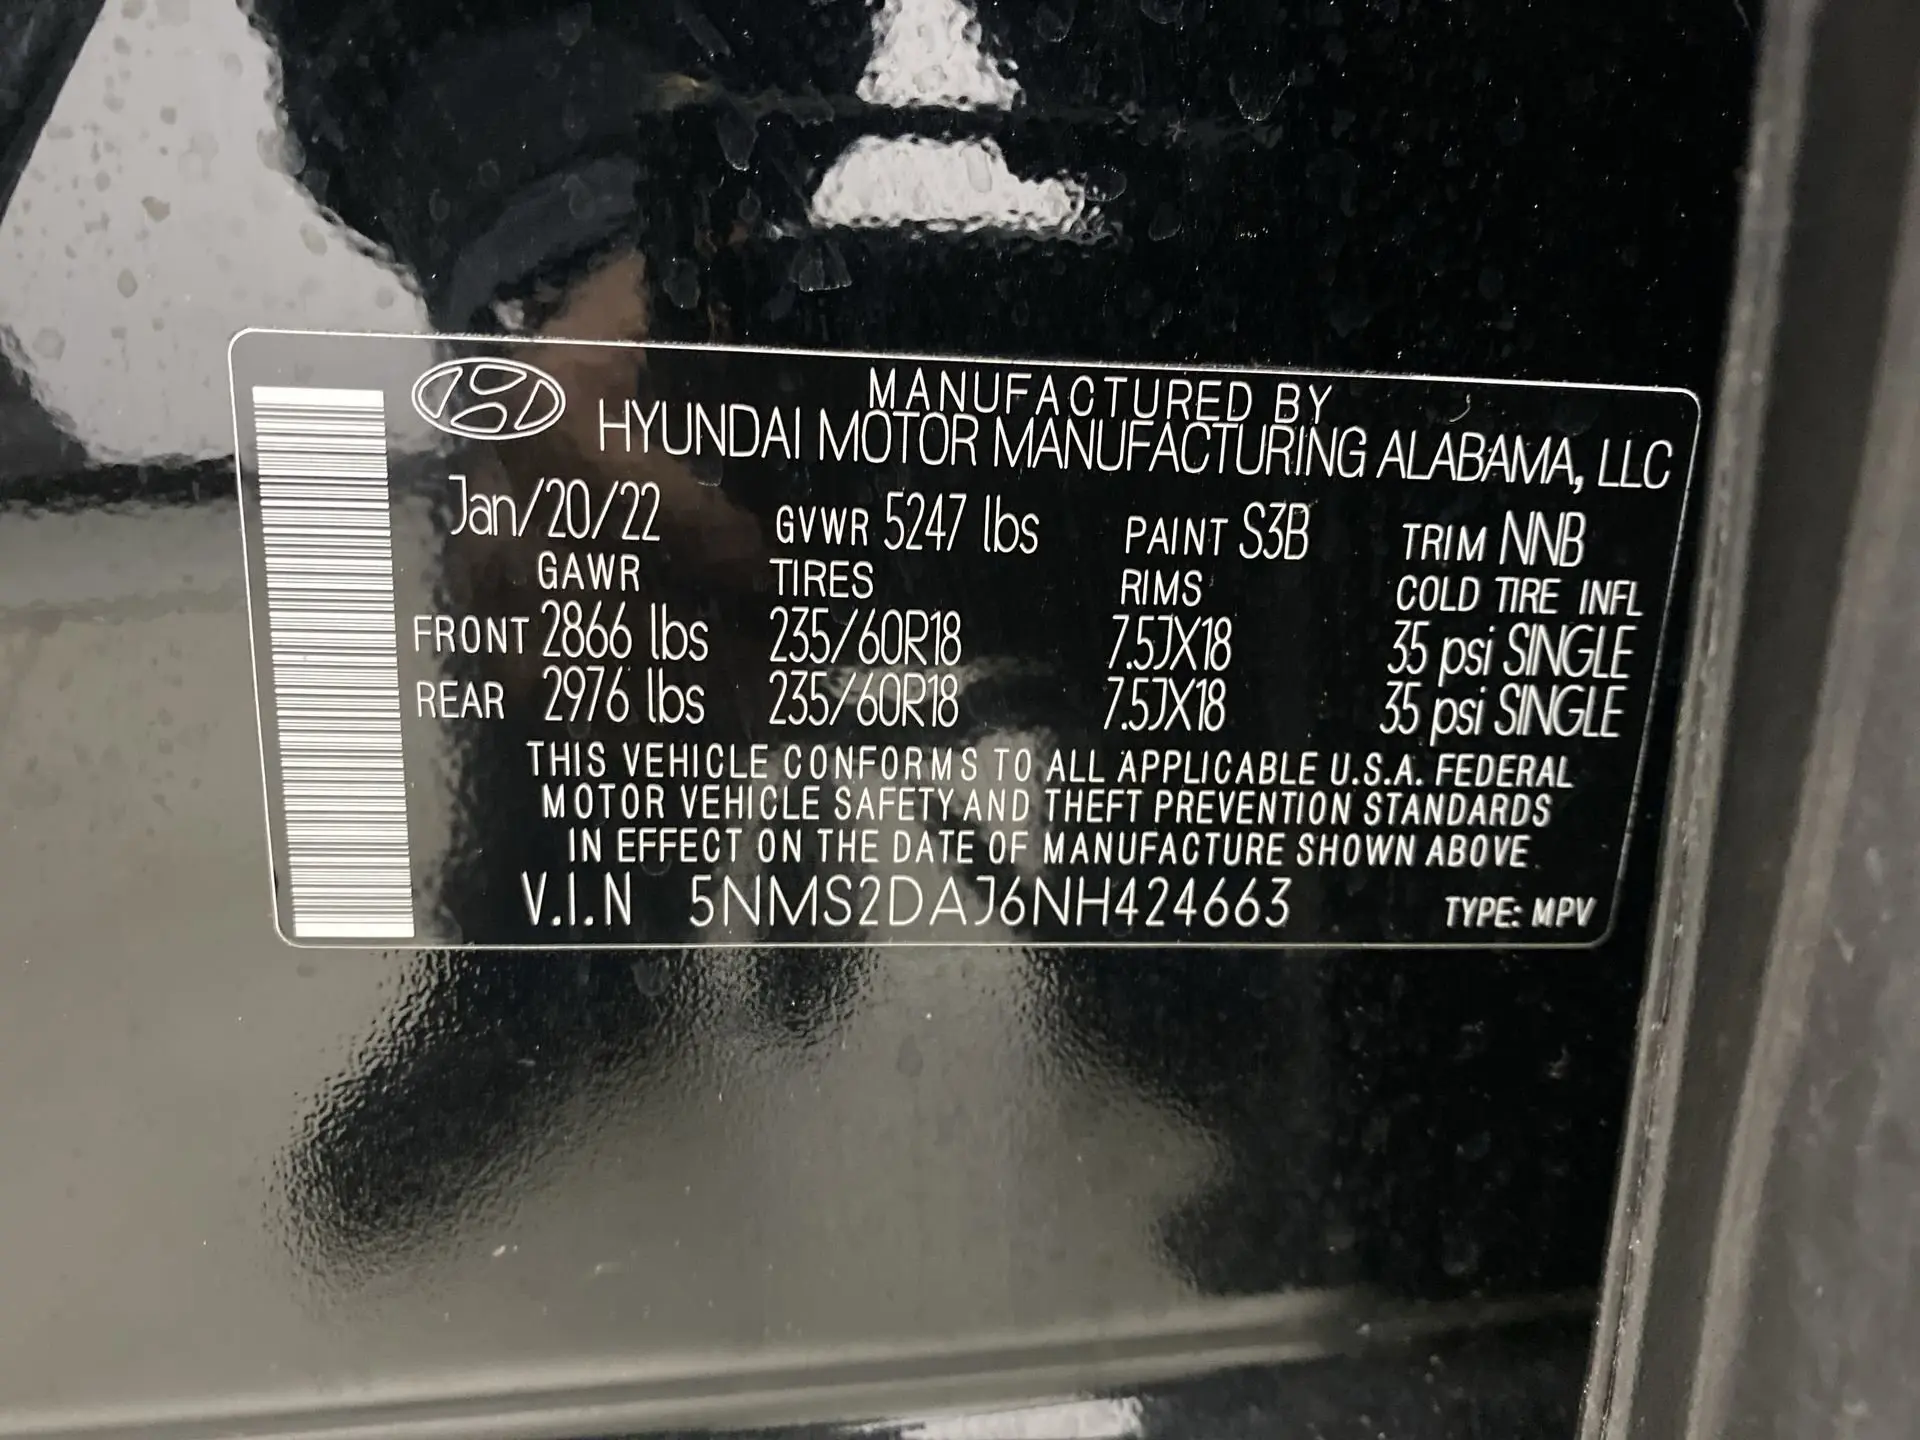 MANUFACTURED BY
HYUNDAI MOTOR MANUFACTURING ALABAMA, LLC
Jan/20/22 GVWR 5247 lbs PAINT S3B TRIM NNB
GAWR TIRES RIMS COLD TIRE INFL
FRONT 2866 lbs 235/60R18 7.5JX18 35 psi SINGLE
REAR 2976 lbs 235/60R18 7.5JX18 35 psi SINGLE
THIS VEHICLE CONFORMS TO ALL APPLICABLE U.S.A. FEDERAL
MOTOR VEHICLE SAFETY AND THEFT PREVENTION STANDARDS
IN EFFECT ON THE DATE OF MANUFACTURE SHOWN ABOVE.
V.I.N 5NMS2DAJ6NH424663 TYPE: MPV